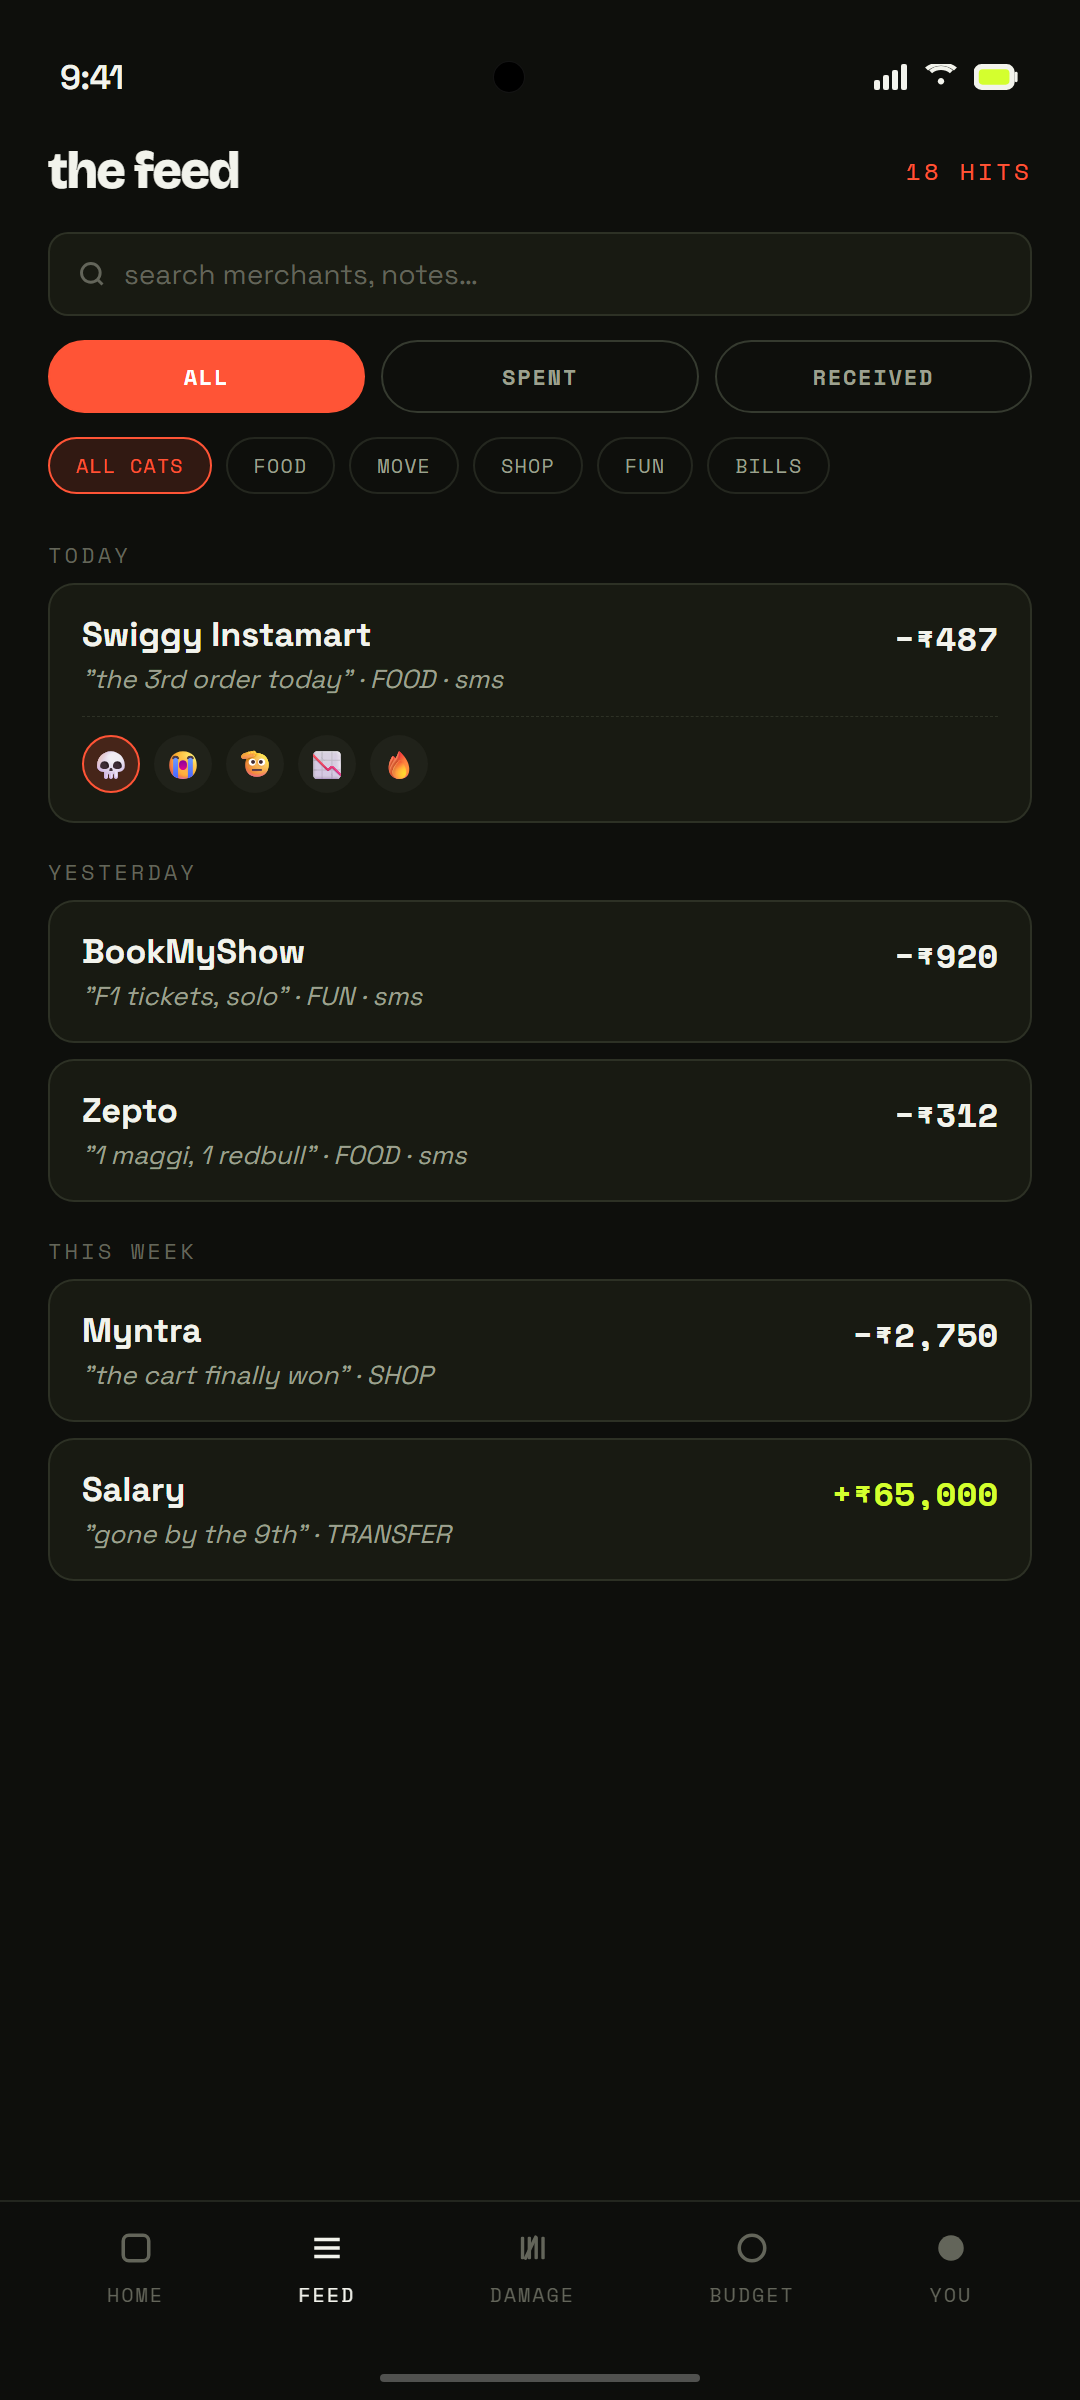 9:41
the feed
18 HITS
search merchants, notes…
ALL
SPENT
RECEIVED
ALL CATS
FOOD
MOVE
SHOP
FUN
BILLS
TODAY
Swiggy Instamart
-₹487
"the 3rd order today" · FOOD · sms
YESTERDAY
BookMyShow
-₹920
"F1 tickets, solo" · FUN · sms
Zepto
-₹312
"1 maggi, 1 redbull" · FOOD · sms
THIS WEEK
Myntra
-₹2,750
"the cart finally won" · SHOP
Salary
+₹65,000
"gone by the 9th" · TRANSFER
HOME
FEED
DAMAGE
BUDGET
YOU